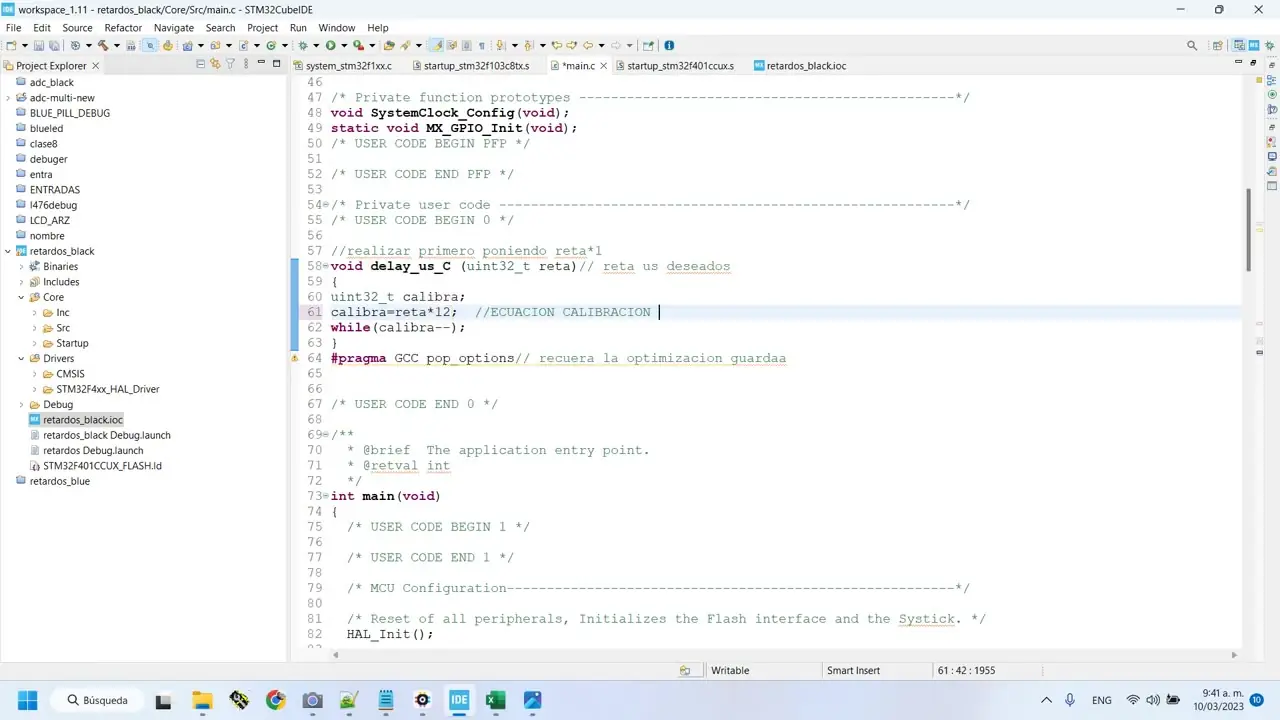 workspace_1.11 - retardos_black/Core/Src/main.c - STM32CubeIDE
File Edit Source Refactor Navigate Search Project Run Window Help
Project Explorer
system_stm32f1xx.c startup_stm32f103c8tx.s *main.c startup_stm32f401ccux.s retardos_black.ioc
adc_black
adc-multi-new
BLUE_PILL_DEBUG
blueled
clase8
debuger
entra
ENTRADAS
l476debug
LCD_ARZ
nombre
retardos_black
Binaries
Includes
Core
Inc
Src
Startup
Drivers
CMSIS
STM32F4xx_HAL_Driver
Debug
retardos_black.ioc
retardos_black Debug.launch
retardos Debug.launch
STM32F401CCUX_FLASH.ld
retardos_blue
46
47 /* Private function prototypes -----------------------------------------------*/
48 void SystemClock_Config(void);
49 static void MX_GPIO_Init(void);
50 /* USER CODE BEGIN PFP */
51
52 /* USER CODE END PFP */
53
54 /* Private user code ---------------------------------------------------------*/
55 /* USER CODE BEGIN 0 */
56
57 //realizar primero poniendo reta*1
58 void delay_us_C (uint32_t reta)// reta us deseados
59 {
60 uint32_t calibra;
61 calibra=reta*12;  //ECUACION CALIBRACION
62 while(calibra--);
63 }
64 #pragma GCC pop_options// recuera la optimizacion guardaa
65
66
67 /* USER CODE END 0 */
68
69 /**
70 * @brief  The application entry point.
71 * @retval int
72 */
73 int main(void)
74 {
75 /* USER CODE BEGIN 1 */
76
77 /* USER CODE END 1 */
78
79 /* MCU Configuration--------------------------------------------------------*/
80
81 /* Reset of all peripherals, Initializes the Flash interface and the Systick. */
82 HAL_Init();
Writable Smart Insert 61 : 42 : 1955
Búsqueda
IDE
ENG
9:41 a. m.
10/03/2023
10